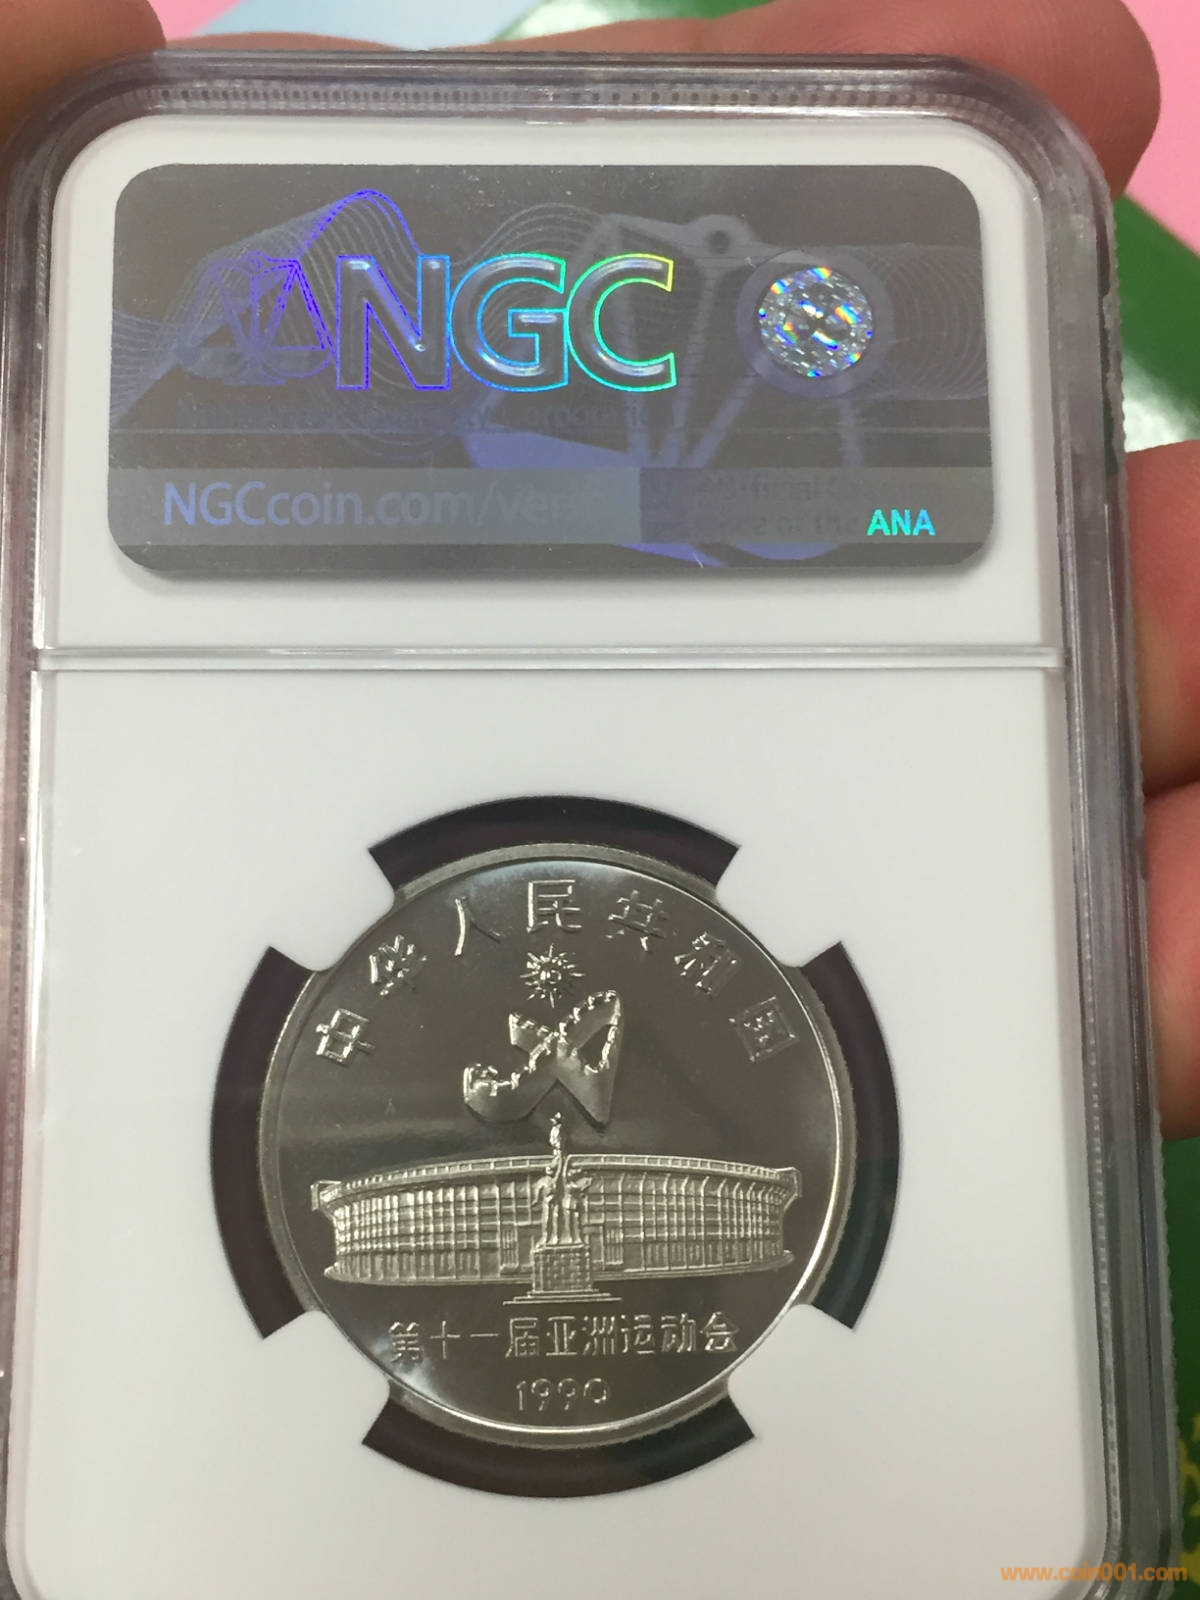 NGC
NGCcoin.com/
ANA
中华人民共和国
第十一届亚洲运动会
1990
www.coin001.com